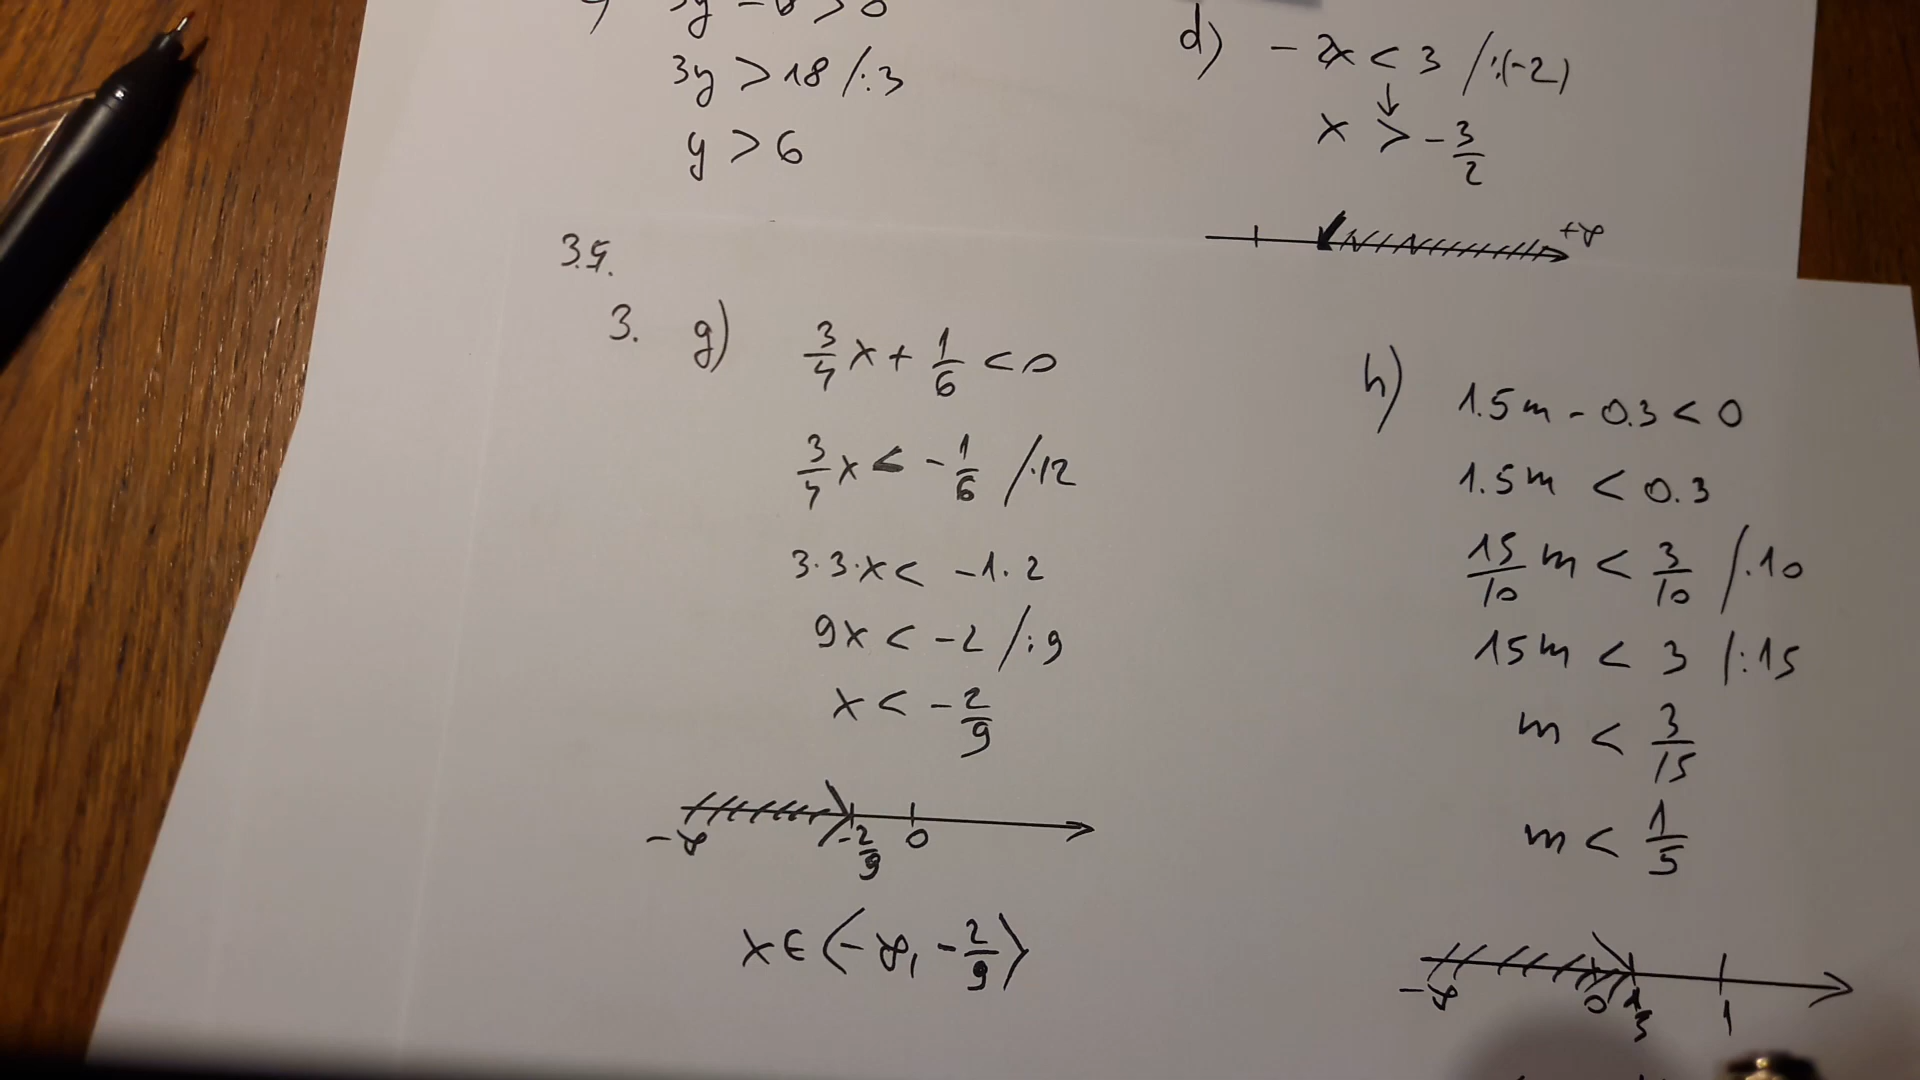 3y > 18 /:3
y > 6
d) -2x < 3 /:(-2)
x > -3/2
+∞
3.5.
3. g) 3/4 x + 1/6 < 0
3/4 x < -1/6 /·12
3·3·x < -1·2
9x < -2 /:9
x < -2/9
-∞ -2/9 0
x ∈ (-∞, -2/9)
h) 1.5m - 0.3 < 0
1.5m < 0.3
15/10 m < 3/10 /·10
15m < 3 /:15
m < 3/15
m < 1/5
-∞ 0 1/5 1